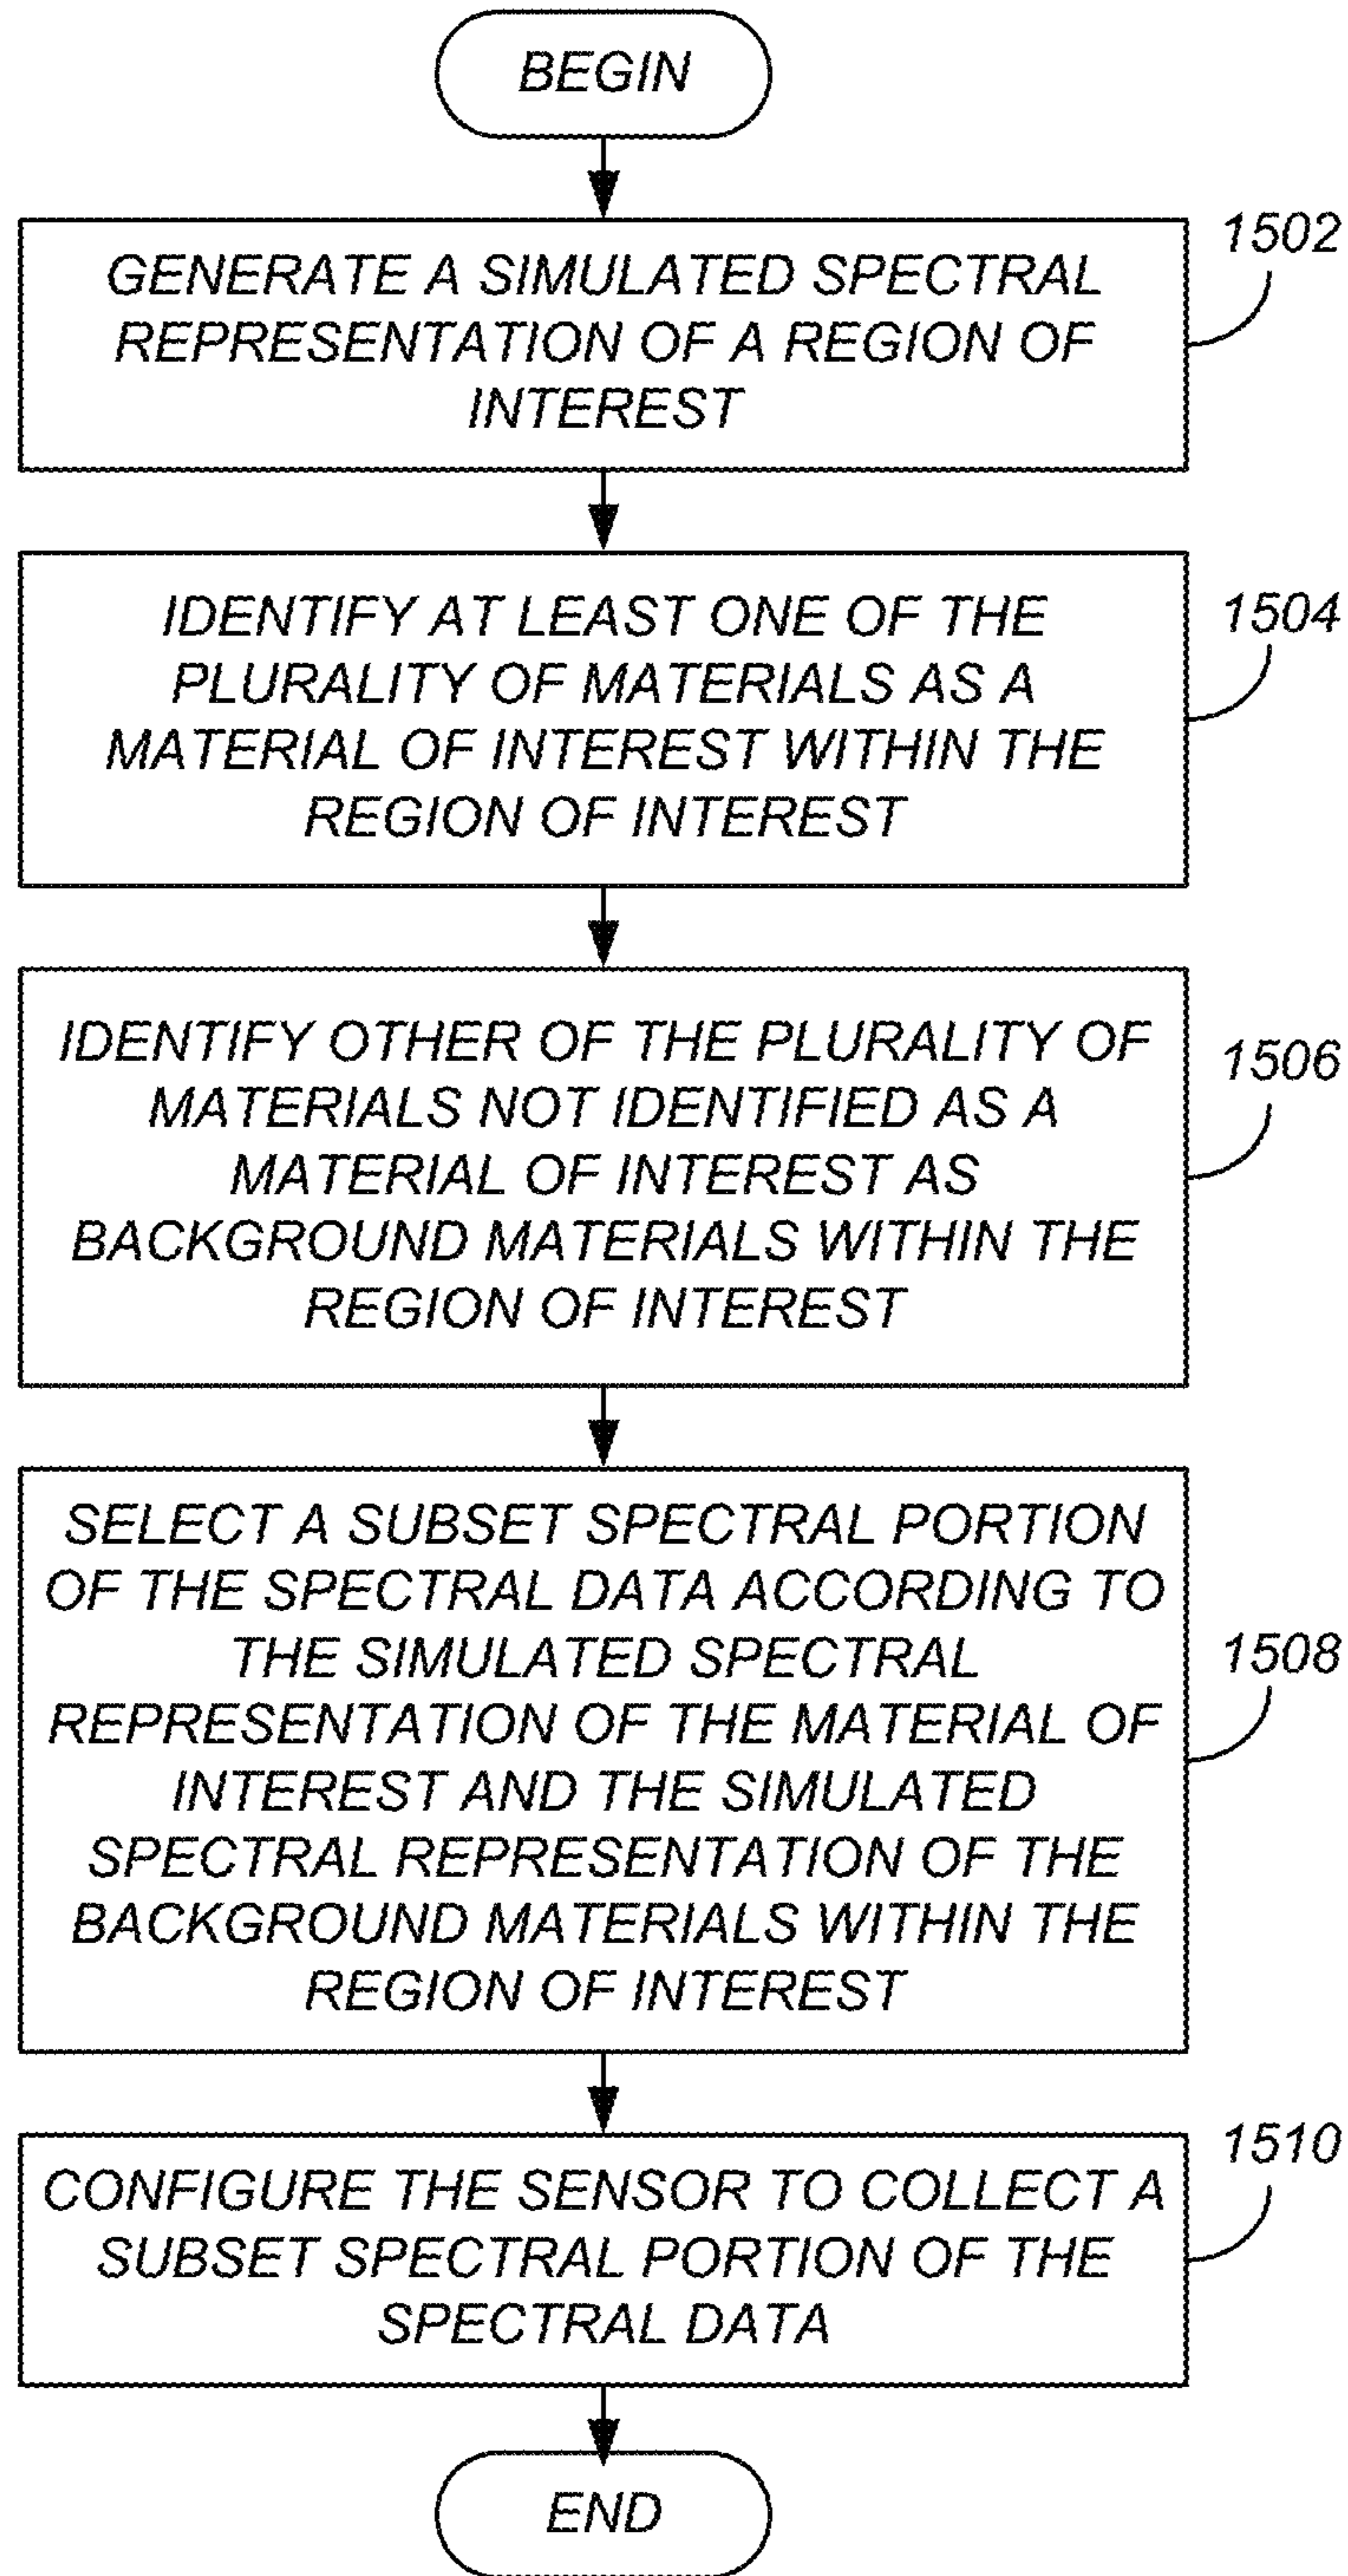 BEGIN
GENERATE A SIMULATED SPECTRAL
REPRESENTATION OF A REGION OF
INTEREST
1502
IDENTIFY AT LEAST ONE OF THE
PLURALITY OF MATERIALS AS A
MATERIAL OF INTEREST WITHIN THE
REGION OF INTEREST
1504
IDENTIFY OTHER OF THE PLURALITY OF
MATERIALS NOT IDENTIFIED AS A
MATERIAL OF INTEREST AS
BACKGROUND MATERIALS WITHIN THE
REGION OF INTEREST
1506
SELECT A SUBSET SPECTRAL PORTION
OF THE SPECTRAL DATA ACCORDING TO
THE SIMULATED SPECTRAL
REPRESENTATION OF THE MATERIAL OF
INTEREST AND THE SIMULATED
SPECTRAL REPRESENTATION OF THE
BACKGROUND MATERIALS WITHIN THE
REGION OF INTEREST
1508
CONFIGURE THE SENSOR TO COLLECT A
SUBSET SPECTRAL PORTION OF THE
SPECTRAL DATA
1510
END